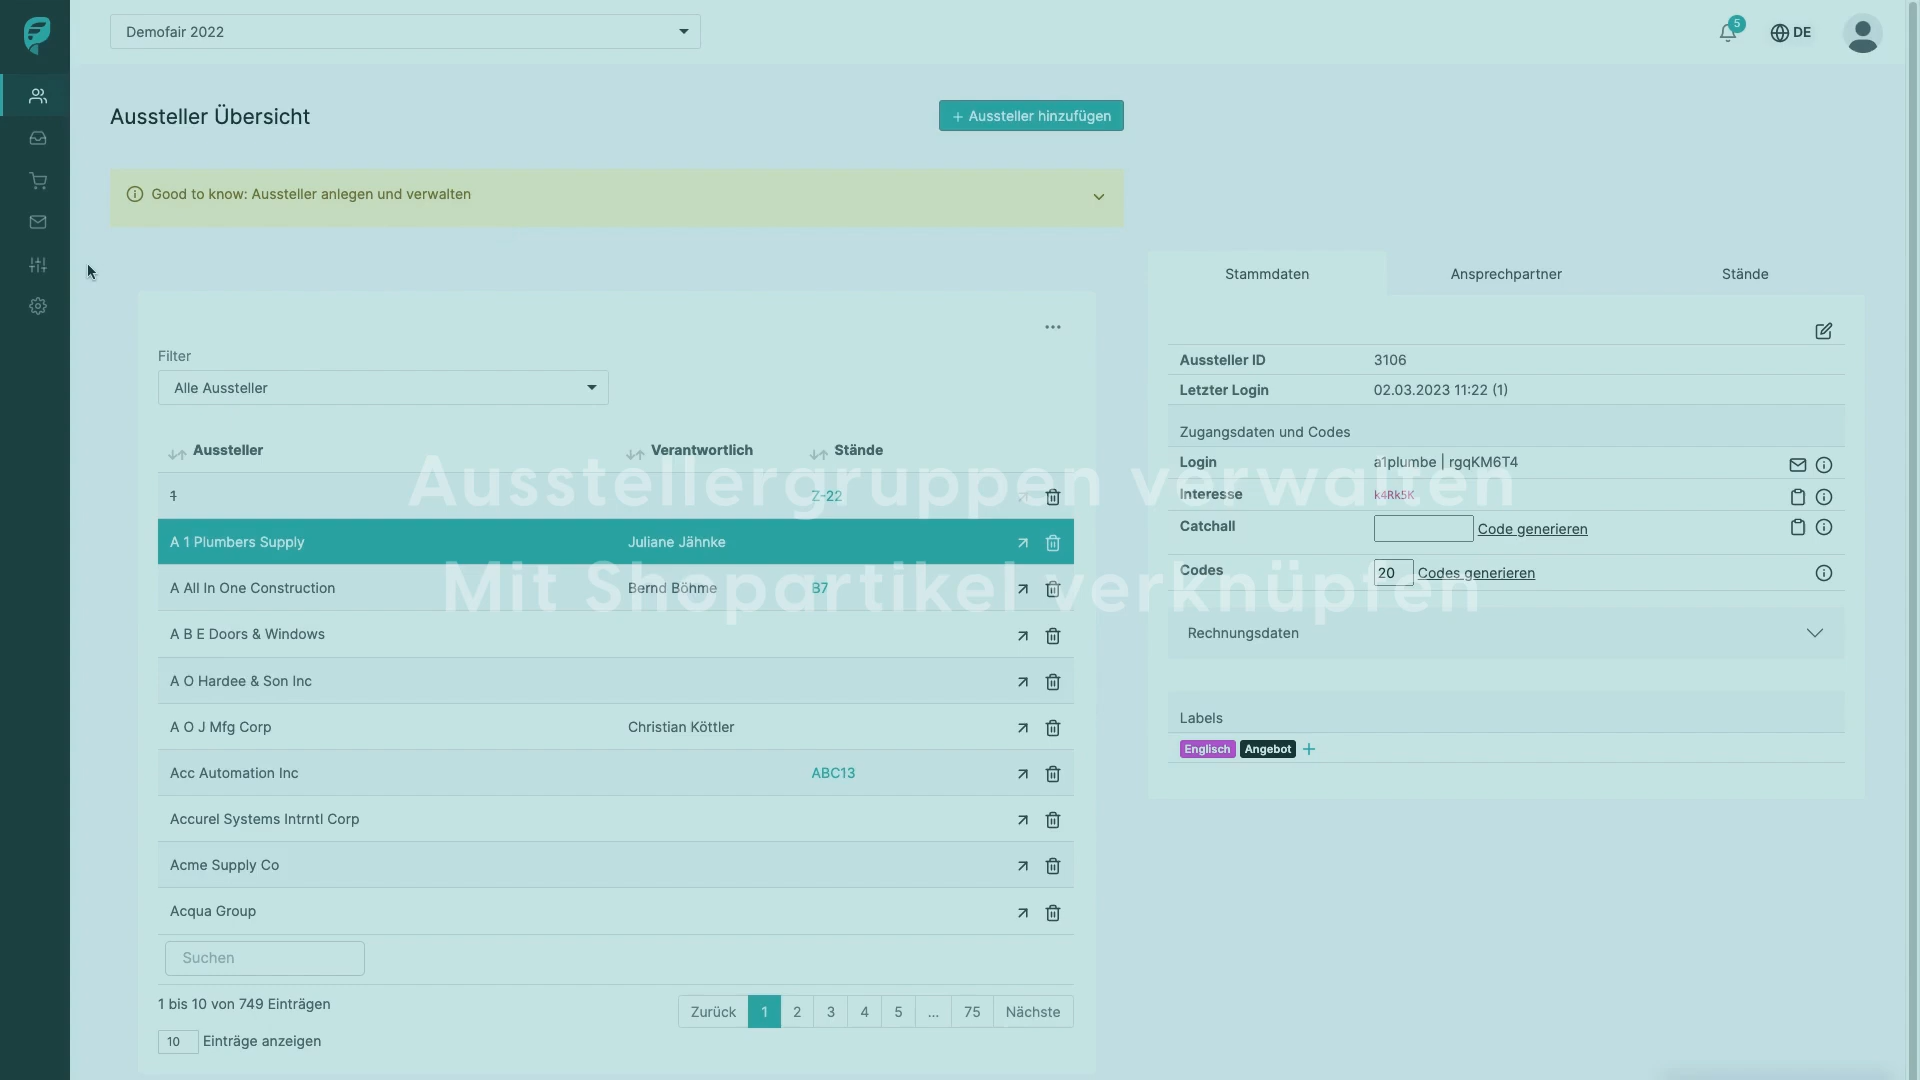 Demofair 2022
5
DE
Aussteller Übersicht
+ Aussteller hinzufügen
Good to know: Aussteller anlegen und verwalten
Stammdaten
Ansprechpartner
Stände
Filter
Alle Aussteller
Aussteller ID 3106
Letzter Login 02.03.2023 11:22 (1)
Zugangsdaten und Codes
Login a1plumbe | rgqKM6T4
Interesse k4Rk5K
Catchall Code generieren
Codes 20 Codes generieren
Rechnungsdaten
Labels
Englisch Angebot +
Ausstellergruppen verwalten
Mit Shopartikel verknüpfen
Aussteller Verantwortlich Stände
1 Z-22
A 1 Plumbers Supply Juliane Jähnke
A All In One Construction Bernd Böhme B7
A B E Doors & Windows
A O Hardee & Son Inc
A O J Mfg Corp Christian Köttler
Acc Automation Inc ABC13
Accurel Systems Intrntl Corp
Acme Supply Co
Acqua Group
Suchen
1 bis 10 von 749 Einträgen
Zurück 1 2 3 4 5 ... 75 Nächste
10 Einträge anzeigen